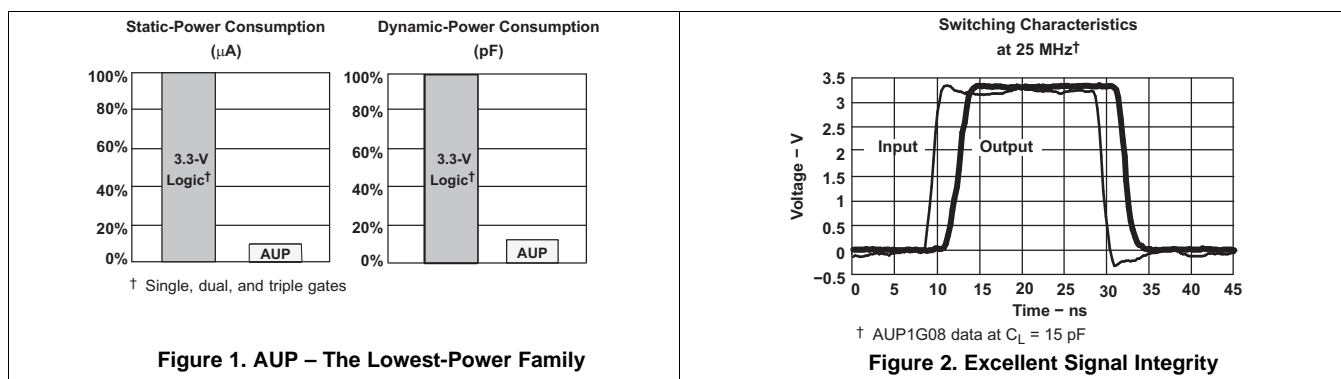 Static-Power Consumption
(μA)
100%
80%
60%
40%
20%
0%
3.3-V
Logic†
AUP
Dynamic-Power Consumption
(pF)
100%
80%
60%
40%
20%
0%
3.3-V
Logic†
AUP
† Single, dual, and triple gates
Figure 1. AUP – The Lowest-Power Family
Switching Characteristics
at 25 MHz†
Voltage – V
3.5
3
2.5
2
1.5
1
0.5
0
−0.5
Input
Output
0 5 10 15 20 25 30 35 40 45
Time – ns
† AUP1G08 data at CL = 15 pF
Figure 2. Excellent Signal Integrity